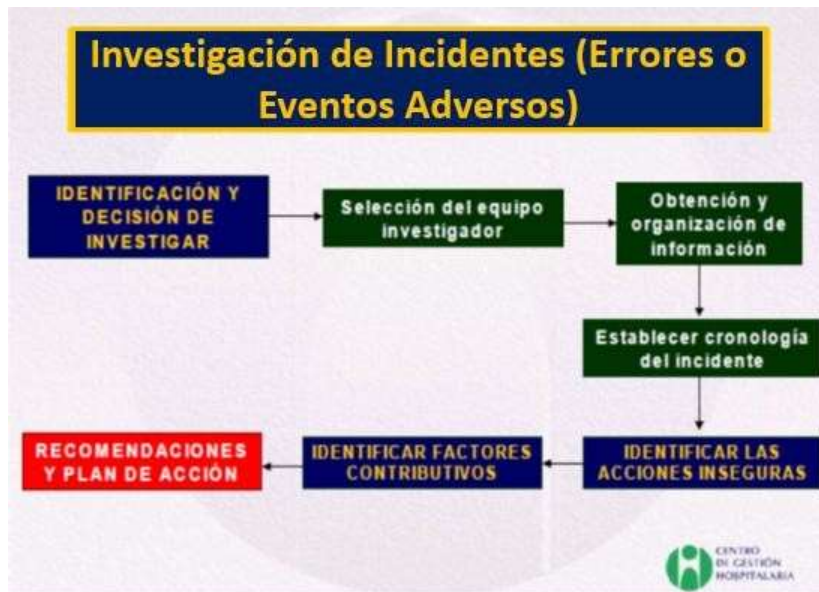 Investigación de Incidentes (Errores o
Eventos Adversos)
IDENTIFICACIÓN Y
DECISIÓN DE
INVESTIGAR
Selección del equipo
investigador
Obtención y
organización de
información
Establecer cronología
del incidente
IDENTIFICAR LAS
ACCIONES INSEGURAS
IDENTIFICAR FACTORES
CONTRIBUTIVOS
RECOMENDACIONES
Y PLAN DE ACCIÓN
CENTRO
DE GESTIÓN
HOSPITALARIA